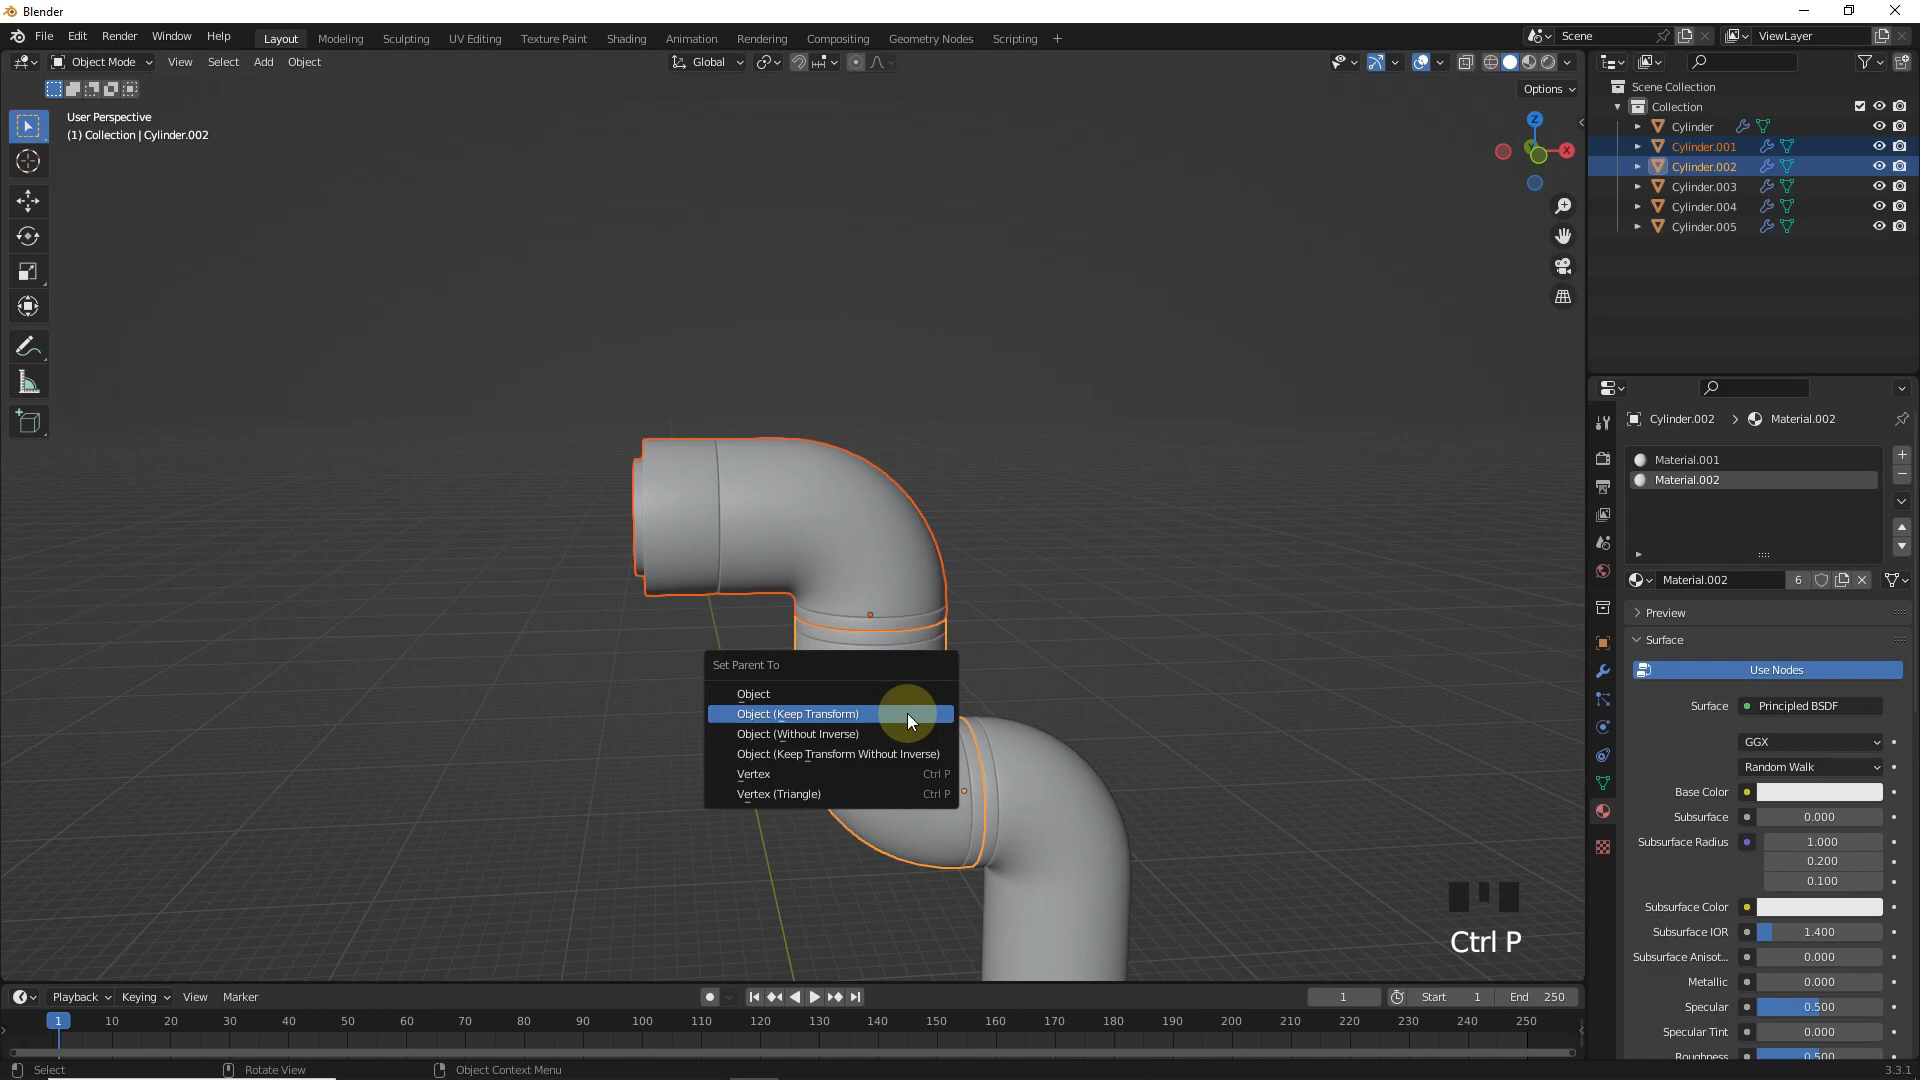 Blender
File Edit Render Window Help
Layout Modeling Sculpting UV Editing Texture Paint Shading Animation Rendering Compositing Geometry Nodes Scripting +
Scene
ViewLayer
Object Mode View Select Add Object
Global
Options
User Perspective
(1) Collection | Cylinder.002
Z
X
Y
Scene Collection
Collection
Cylinder
Cylinder.001
Cylinder.002
Cylinder.003
Cylinder.004
Cylinder.005
Cylinder.002 > Material.002
Material.001
Material.002
Material.002 6
Preview
Surface
Use Nodes
Surface Principled BSDF
GGX
Random Walk
Base Color
Subsurface 0.000
Subsurface Radius 1.000
0.200
0.100
Subsurface Color
Subsurface IOR 1.400
Subsurface Anisot... 0.000
Metallic 0.000
Specular 0.500
Specular Tint 0.000
Roughness 0.500
Set Parent To
Object
Object (Keep Transform)
Object (Without Inverse)
Object (Keep Transform Without Inverse)
Vertex Ctrl P
Vertex (Triangle) Ctrl P
Ctrl P
Playback Keying View Marker
1 Start 1 End 250
1 10 20 30 40 50 60 70 80 90 100 110 120 130 140 150 160 170 180 190 200 210 220 230 240 250
Select Rotate View Object Context Menu 3.3.1